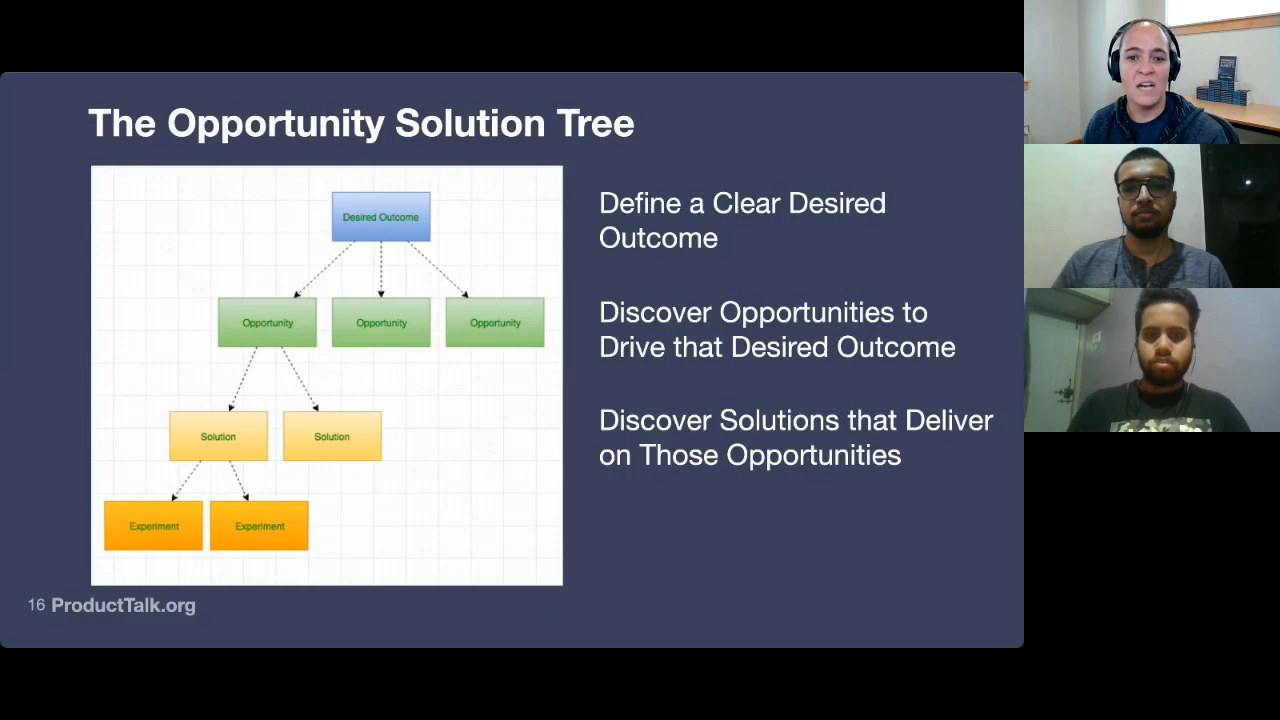 The Opportunity Solution Tree
Desired Outcome
Opportunity
Opportunity
Opportunity
Solution
Solution
Experiment
Experiment
Define a Clear Desired
Outcome
Discover Opportunities to
Drive that Desired Outcome
Discover Solutions that Deliver
on Those Opportunities
16 ProductTalk.org